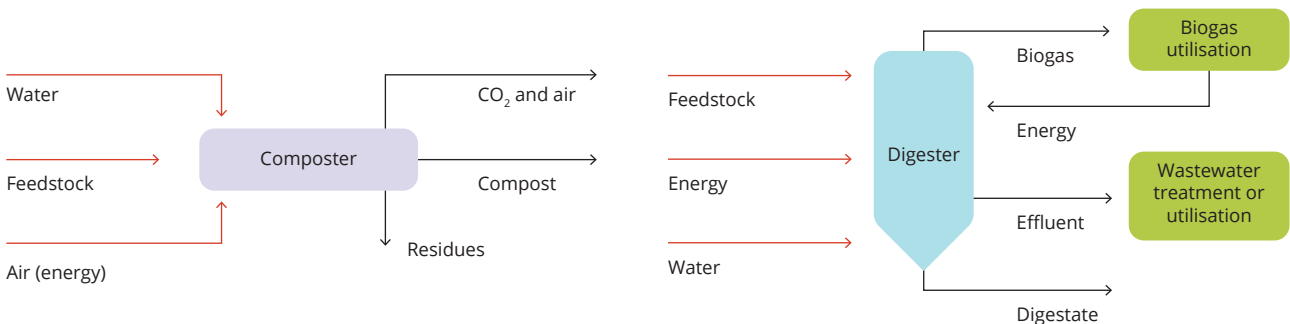 Water
Feedstock
Air (energy)
Composter
CO₂ and air
Compost
Residues
Feedstock
Energy
Water
Digester
Biogas
Energy
Effluent
Digestate
Biogas
utilisation
Wastewater
treatment or
utilisation